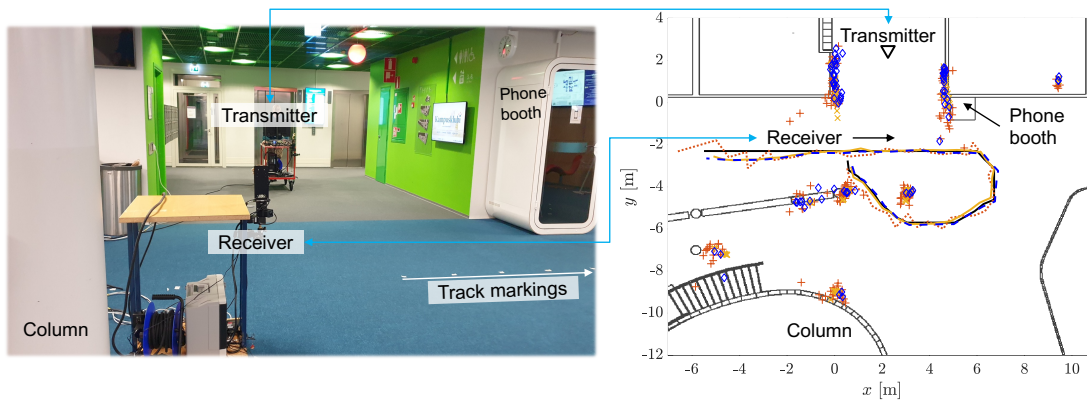 Transmitter
Receiver
Track markings
Column
Phone
booth
Kampusklubi
4
2
0
-2
-4
-6
-8
-10
-12
y [m]
Transmitter
Phone
booth
Receiver
Column
-6
-4
-2
0
2
4
6
8
10
x [m]